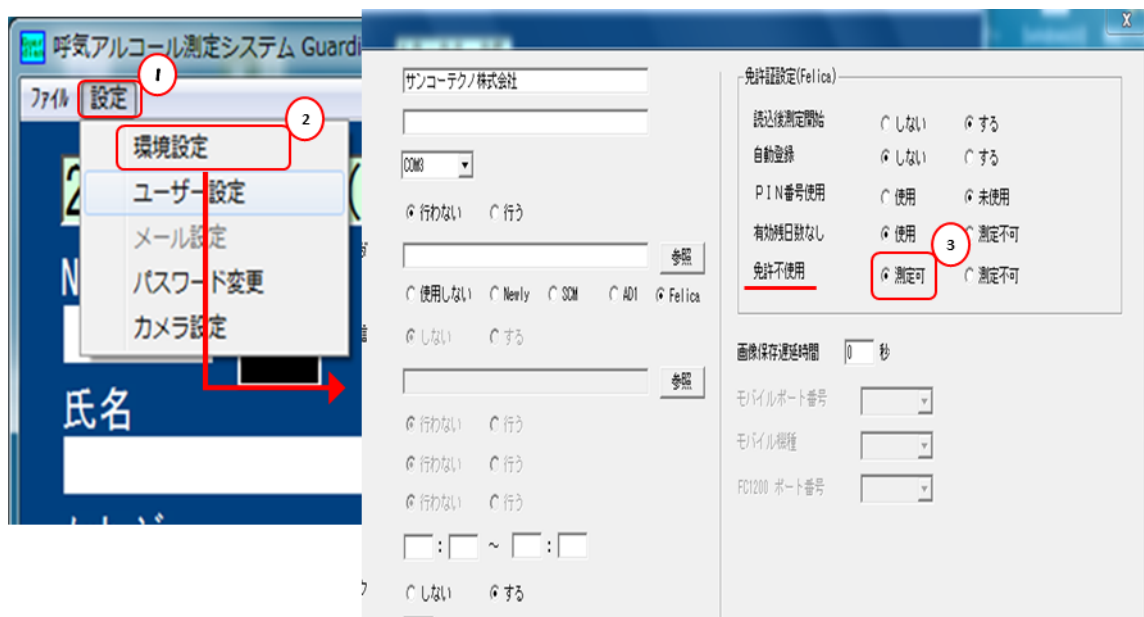 呼気アルコール測定システム Guardi
ファイル 設定
1
2
環境設定
ユーザー設定
メール設定
パスワード変更
カメラ設定
氏名
サンコーテクノ株式会社
COM3
行わない 行う
参照
使用しない Newly SCM AD1 Felica
しない する
参照
行わない 行う
行わない 行う
行わない 行う
: ～ :
しない する
X
免許証設定(Felica)
読込後測定開始 しない する
自動登録 しない する
PIN番号使用 使用 未使用
有効残日数なし 使用 測定不可
3
免許不使用 測定可 測定不可
画像保存遅延時間 0 秒
モバイルポート番号
モバイル機種
FC1200 ポート番号